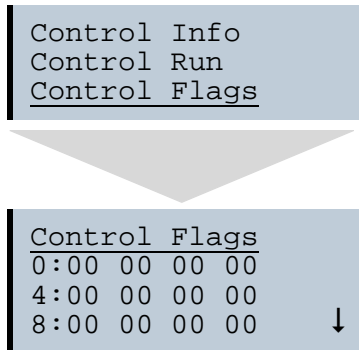 Control Info
Control Run
Control Flags
Control Flags
0:00 00 00 00
4:00 00 00 00
8:00 00 00 00 ↓